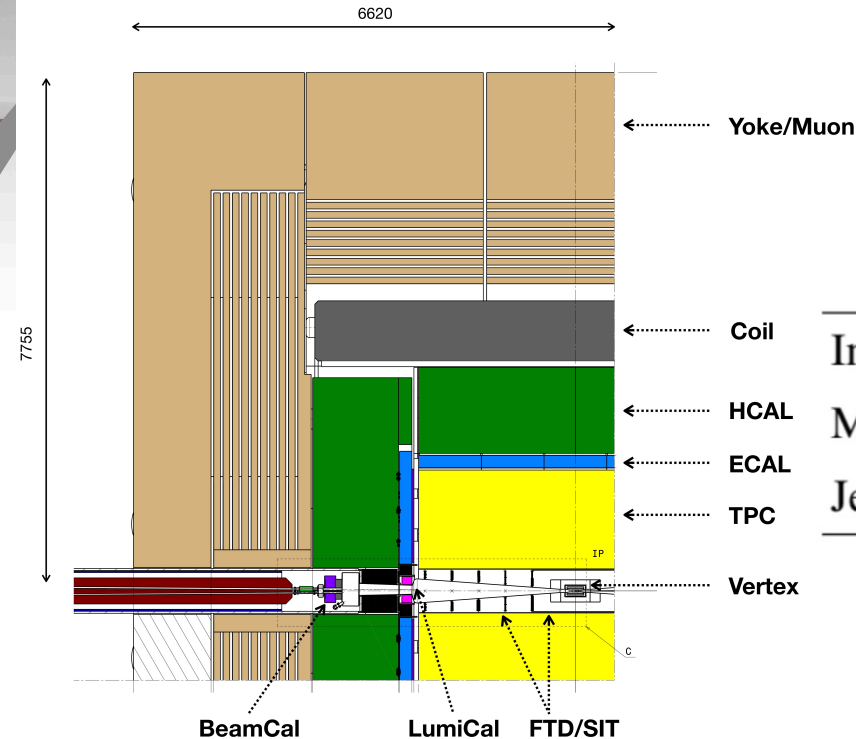 6620
7755
Yoke/Muon
Coil
HCAL
ECAL
TPC
IP
Vertex
C
BeamCal
LumiCal
FTD/SIT